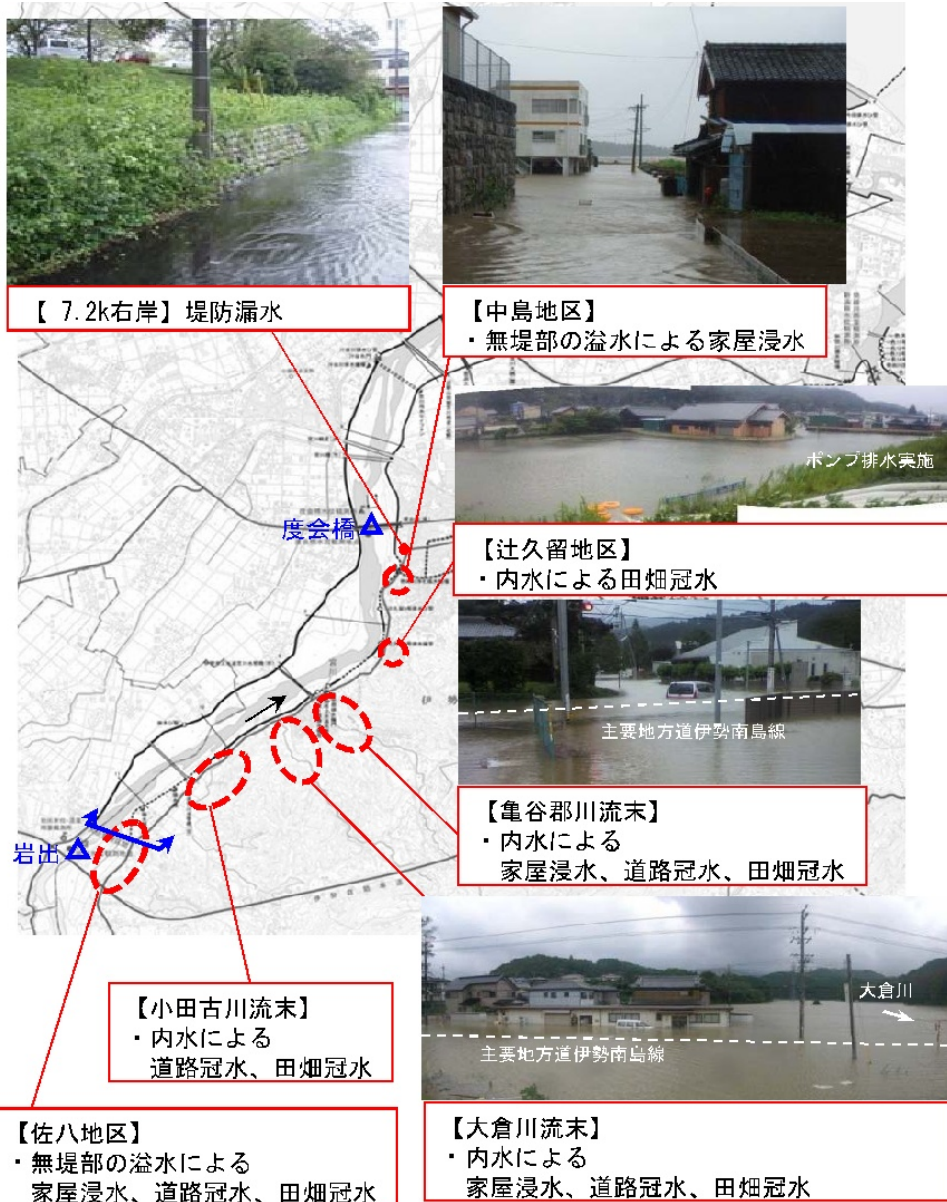 【 7.2k右岸】堤防漏水
【中島地区】
・無堤部の溢水による家屋浸水
ポンプ排水実施
度会橋
【辻久留地区】
・内水による田畑冠水
主要地方道伊勢南島線
【亀谷郡川流末】
・内水による
家屋浸水、道路冠水、田畑冠水
岩出
大倉川
主要地方道伊勢南島線
【小田古川流末】
・内水による
道路冠水、田畑冠水
【大倉川流末】
・内水による
家屋浸水、道路冠水、田畑冠水
【佐八地区】
・無堤部の溢水による
家屋浸水、道路冠水、田畑冠水